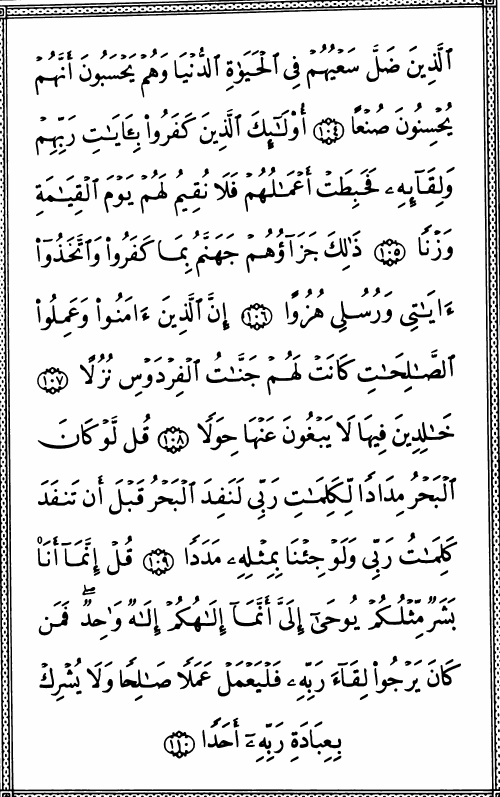 ٱلَّذِينَ ضَلَّ سَعۡيُهُمۡ فِي ٱلۡحَيَوٰةِ ٱلدُّنۡيَا وَهُمۡ يَحۡسَبُونَ أَنَّهُمۡ
يُحۡسِنُونَ صُنۡعًا ١٠٤ أُوْلَٰٓئِكَ ٱلَّذِينَ كَفَرُواْ بِـَٔايَٰتِ رَبِّهِمۡ
وَلِقَآئِهِۦ فَحَبِطَتۡ أَعۡمَٰلُهُمۡ فَلَا نُقِيمُ لَهُمۡ يَوۡمَ ٱلۡقِيَٰمَةِ
وَزۡنٗا ١٠٥ ذَٰلِكَ جَزَآؤُهُمۡ جَهَنَّمُ بِمَا كَفَرُواْ وَٱتَّخَذُوٓاْ
ءَايَٰتِي وَرُسُلِي هُزُوًا ١٠٦ إِنَّ ٱلَّذِينَ ءَامَنُواْ وَعَمِلُواْ
ٱلصَّٰلِحَٰتِ كَانَتۡ لَهُمۡ جَنَّٰتُ ٱلۡفِرۡدَوۡسِ نُزُلًا ١٠٧
خَٰلِدِينَ فِيهَا لَا يَبۡغُونَ عَنۡهَا حِوَلٗا ١٠٨ قُل لَّوۡ كَانَ
ٱلۡبَحۡرُ مِدَادٗا لِّكَلِمَٰتِ رَبِّي لَنَفِدَ ٱلۡبَحۡرُ قَبۡلَ أَن تَنفَدَ
كَلِمَٰتُ رَبِّي وَلَوۡ جِئۡنَا بِمِثۡلِهِۦ مَدَدٗا ١٠٩ قُلۡ إِنَّمَآ أَنَا۠
بَشَرٞ مِّثۡلُكُمۡ يُوحَىٰٓ إِلَيَّ أَنَّمَآ إِلَٰهُكُمۡ إِلَٰهٞ وَٰحِدٞۖ فَمَن
كَانَ يَرۡجُواْ لِقَآءَ رَبِّهِۦ فَلۡيَعۡمَلۡ عَمَلٗا صَٰلِحٗا وَلَا يُشۡرِكۡ
بِعِبَادَةِ رَبِّهِۦٓ أَحَدَۢا ١١٠